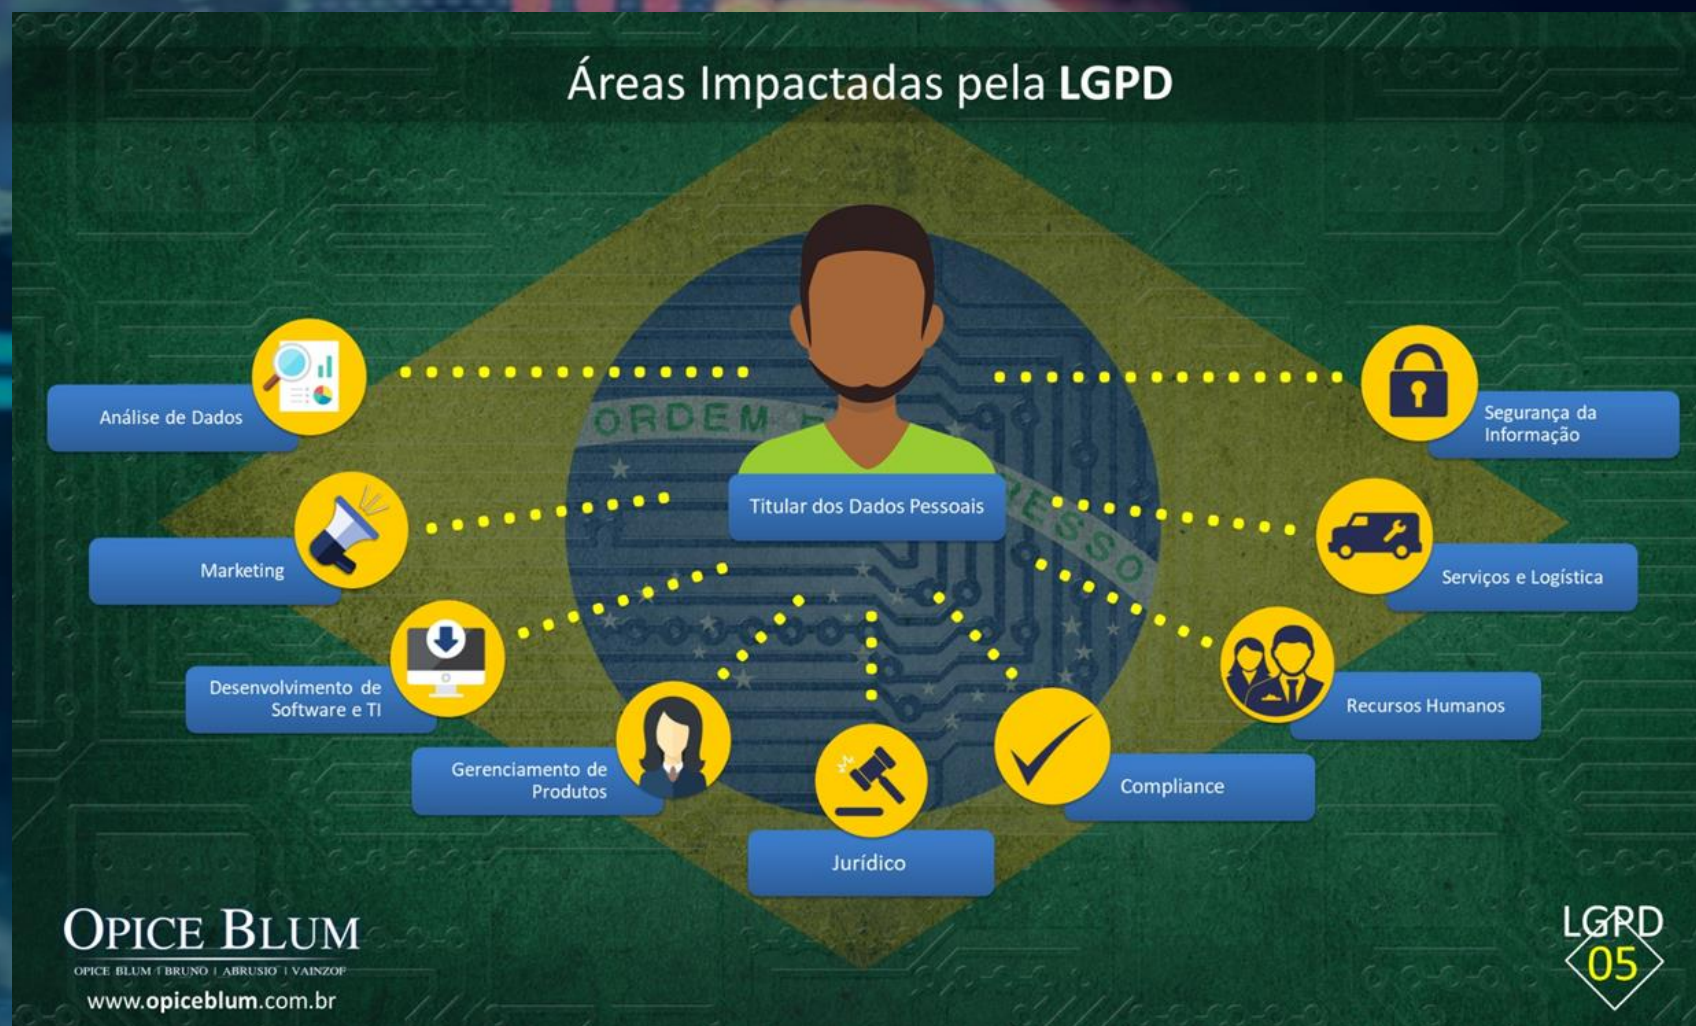 Áreas Impactadas pela LGPD
ORDEM
RESSO
Análise de Dados
Marketing
Desenvolvimento de
Software e TI
Gerenciamento de
Produtos
Jurídico
Compliance
Recursos Humanos
Serviços e Logística
Segurança da
Informação
Titular dos Dados Pessoais
OPICE BLUM
OPICE BLUM | BRUNO | ABRUSIO | VAINZOF
www.opiceblum.com.br
LGPD
05